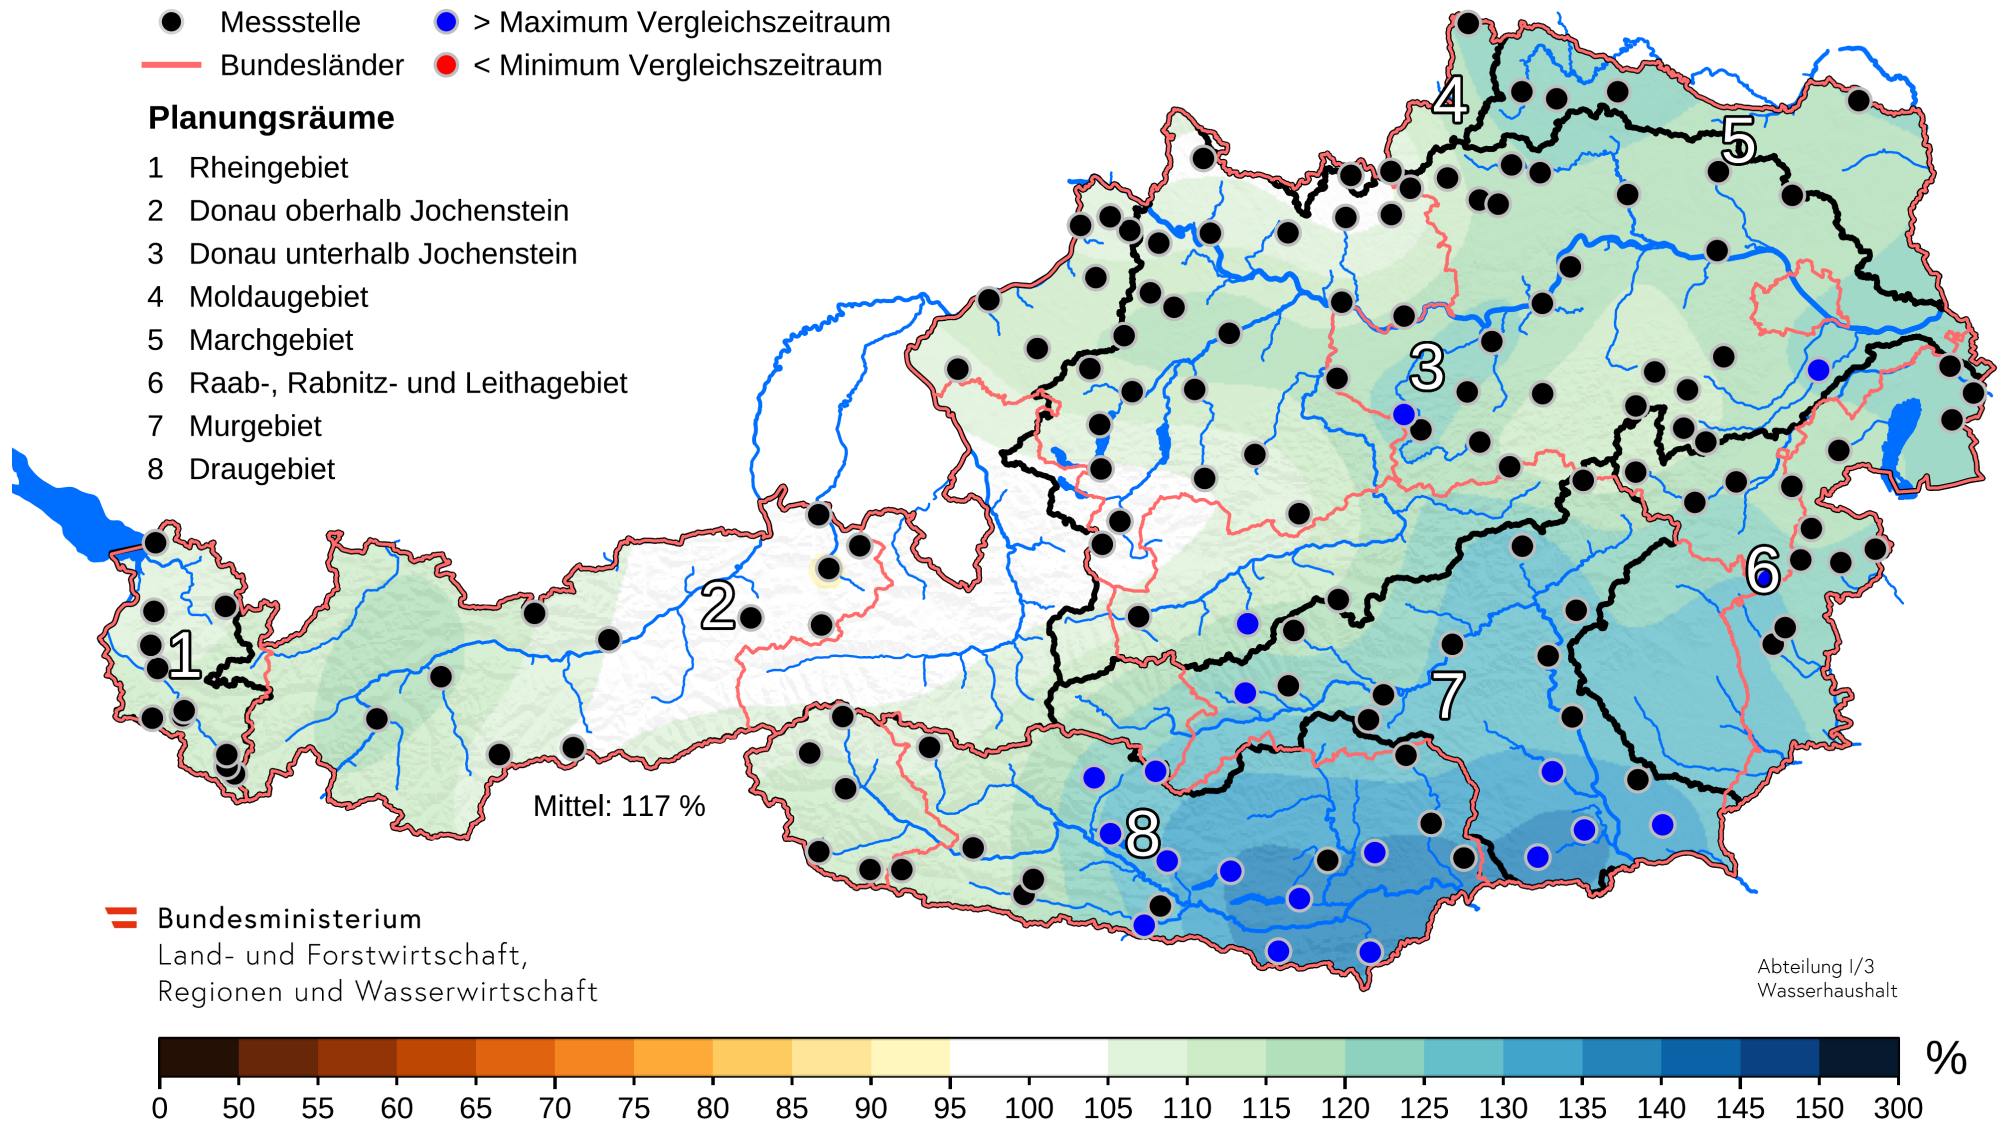 Messstelle
> Maximum Vergleichszeitraum
Bundesländer
< Minimum Vergleichszeitraum
Planungsräume
1 Rheingebiet
2 Donau oberhalb Jochenstein
3 Donau unterhalb Jochenstein
4 Moldaugebiet
5 Marchgebiet
6 Raab-, Rabnitz- und Leithagebiet
7 Murgebiet
8 Draugebiet
4
5
3
6
2
1
7
8
Mittel: 117 %
Bundesministerium
Land- und Forstwirtschaft,
Regionen und Wasserwirtschaft
Abteilung I/3
Wasserhaushalt
%
0 50 55 60 65 70 75 80 85 90 95 100 105 110 115 120 125 130 135 140 145 150 300